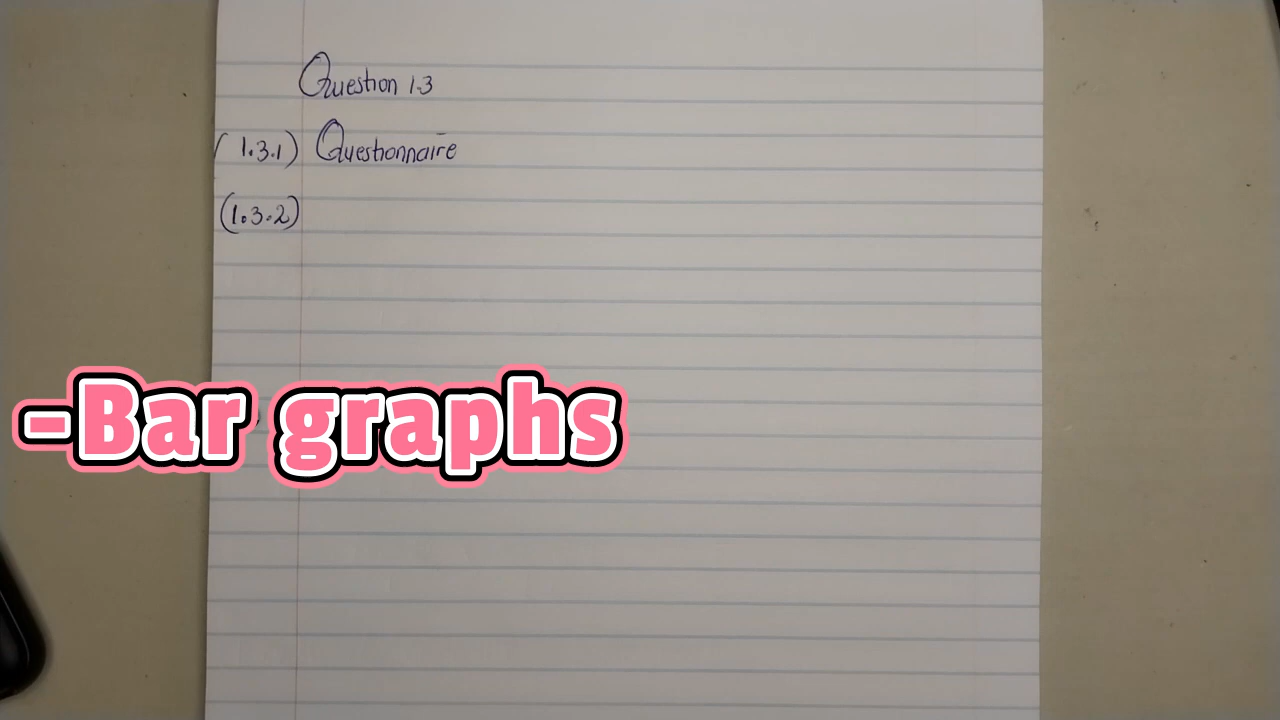 Question 1.3
(1.3.1) Questionnaire
(1.3.2)
-Bar graphs